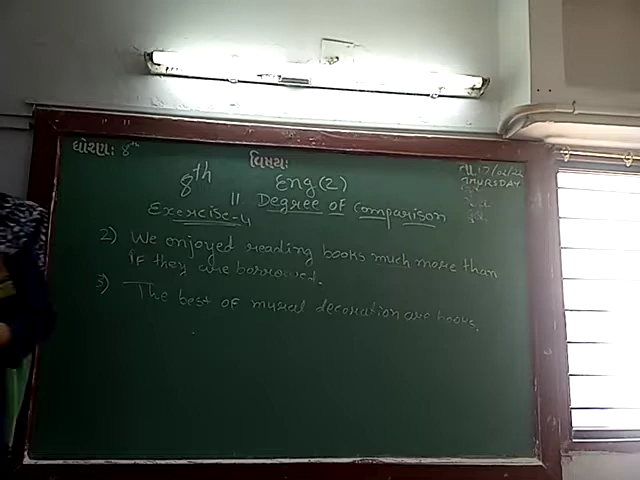 ધોરણ: 8th
વિષય:
તા. 17/02/22
THURSDAY
8th Eng (2)
11 Degree of Comparison
Exercise-4
2) We enjoyed reading books much more than
if they are borrowed.
3) The best of mural decoration are books.